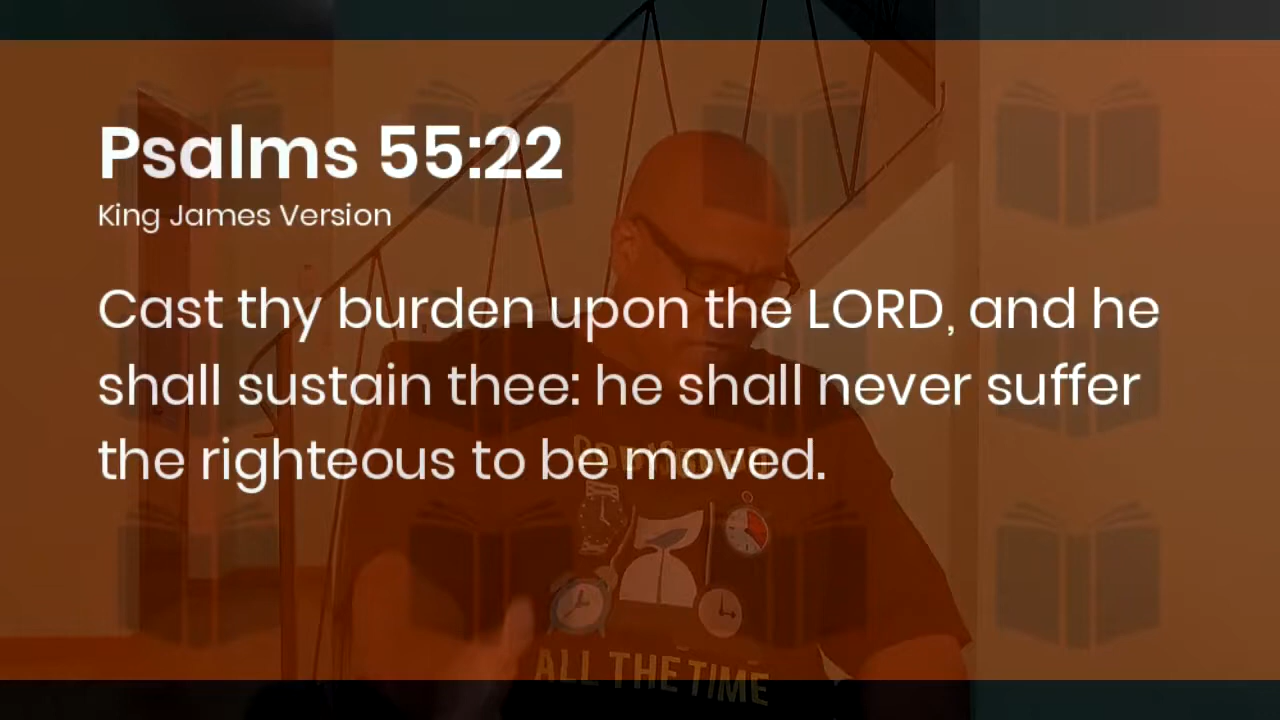 Psalms 55:22
King James Version
Cast thy burden upon the LORD, and he
shall sustain thee: he shall never suffer
the righteous to be moved.
ALL THE TIME